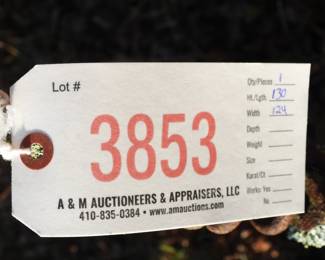 Lot #
3853
A & M AUCTIONEERS & APPRAISERS, LLC
410-835-0384 • www.amauctions.com
Qty/Pieces 1
Ht./Lgth. 130
Width 124
Depth
Weight
Size
Karat/Ct
Works: Yes
No